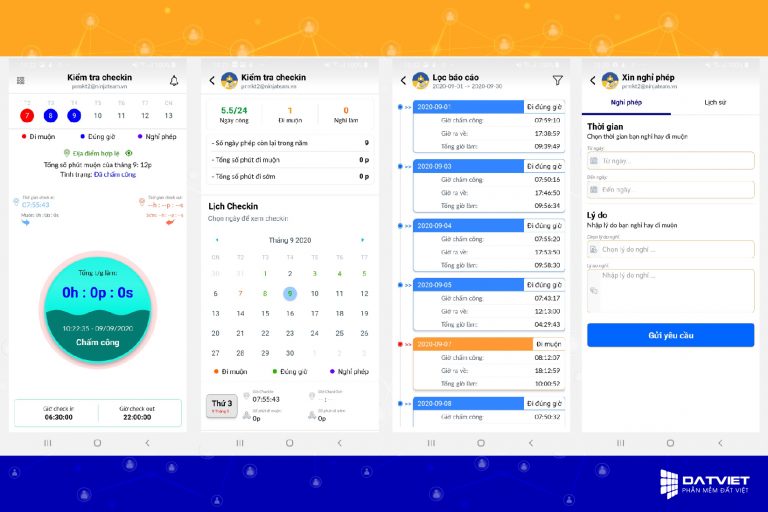 Kiểm tra checkin
pnmkt2@ninjateam.vn
T2 T3 T4 T5 T6 T7 CN
7 8 9 10 11 12 13
Đi muộn Đúng giờ Nghỉ phép
Địa điểm hợp lệ
Tổng số phút muộn của tháng 9: 12p
Tình trạng: Đã chấm công
Thời gian check in:
07:55:43
Muộn: 0h : 0p : 0s
Thời gian check out:
--h : --p : --s
Sớm: --h : --p : --s
Tổng t/g làm:
0h : 0p : 0s
10:22:35 - 09/09/2020
Chấm công
Giờ check in
06:30:00
Giờ check out
22:00:00
Kiểm tra checkin
pnmkt2@ninjateam.vn
5.5/24 1 0
Ngày công Đi muộn Nghỉ làm
- Số ngày phép còn lại trong năm 9
- Tổng số phút đi muộn 0 p
- Tổng số phút đi sớm 0 p
Lịch Checkin
Chọn ngày để xem checkin:
Tháng 9 2020
CN T2 T3 T4 T5 T6 T7
30 31 1 2 3 4 5
6 7 8 9 10 11 12
13 14 15 16 17 18 19
20 21 22 23 24 25 26
27 28 29 30 1 2 3
Đi muộn Đúng giờ Nghỉ phép
Thứ 3
9 Tháng 9
Giờ Checkin
07:55:43
Số phút đi muộn
0p
Giờ Checkout
--:--
Số phút đi sớm
0p
Lọc báo cáo
2020-09-01 --> 2020-09-30
>> 2020-09-01 Đi đúng giờ
Giờ chấm công: 07:59:10
Giờ ra về: 17:38:59
Tổng giờ làm: 09:39:49
>> 2020-09-03 Đi đúng giờ
Giờ chấm công: 07:50:16
Giờ ra về: 17:46:50
Tổng giờ làm: 09:56:34
>> 2020-09-04 Đi đúng giờ
Giờ chấm công: 07:55:20
Giờ ra về: 17:53:50
Tổng giờ làm: 09:58:30
>> 2020-09-05 Đi đúng giờ
Giờ chấm công: 07:43:17
Giờ ra về: 12:13:00
Tổng giờ làm: 04:29:43
>> 2020-09-07 Đi muộn
Giờ chấm công: 08:12:07
Giờ ra về: 18:12:59
Tổng giờ làm: 10:00:52
>> 2020-09-08 Đi đúng giờ
Giờ chấm công: 07:50:32
Xin nghỉ phép
pnmkt2@ninjateam.vn
Nghỉ phép Lịch sử
Thời gian
Chọn thời gian bạn nghỉ hay đi muộn
Từ ngày:
Từ ngày...
Đến ngày:
Đến ngày...
Lý do
Nhập lý do bạn nghỉ hay đi muộn
Chọn lý do nghỉ
Chọn lý do nghỉ ...
Lý do nghỉ
Nhập lý do nghỉ ...
Gửi yêu cầu
DATVIET
PHẦN MỀM ĐẤT VIỆT